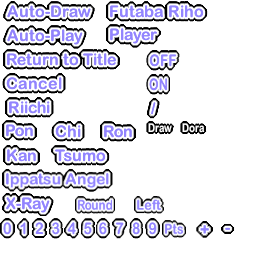 Auto-Draw Futaba Riho
Auto-Play Player
Return to Title OFF
Cancel ON
Riichi /
Pon Chi Ron Draw Dora
Kan Tsumo
Ippatsu Angel
X-Ray Round Left
0 1 2 3 4 5 6 7 8 9 Pts + -